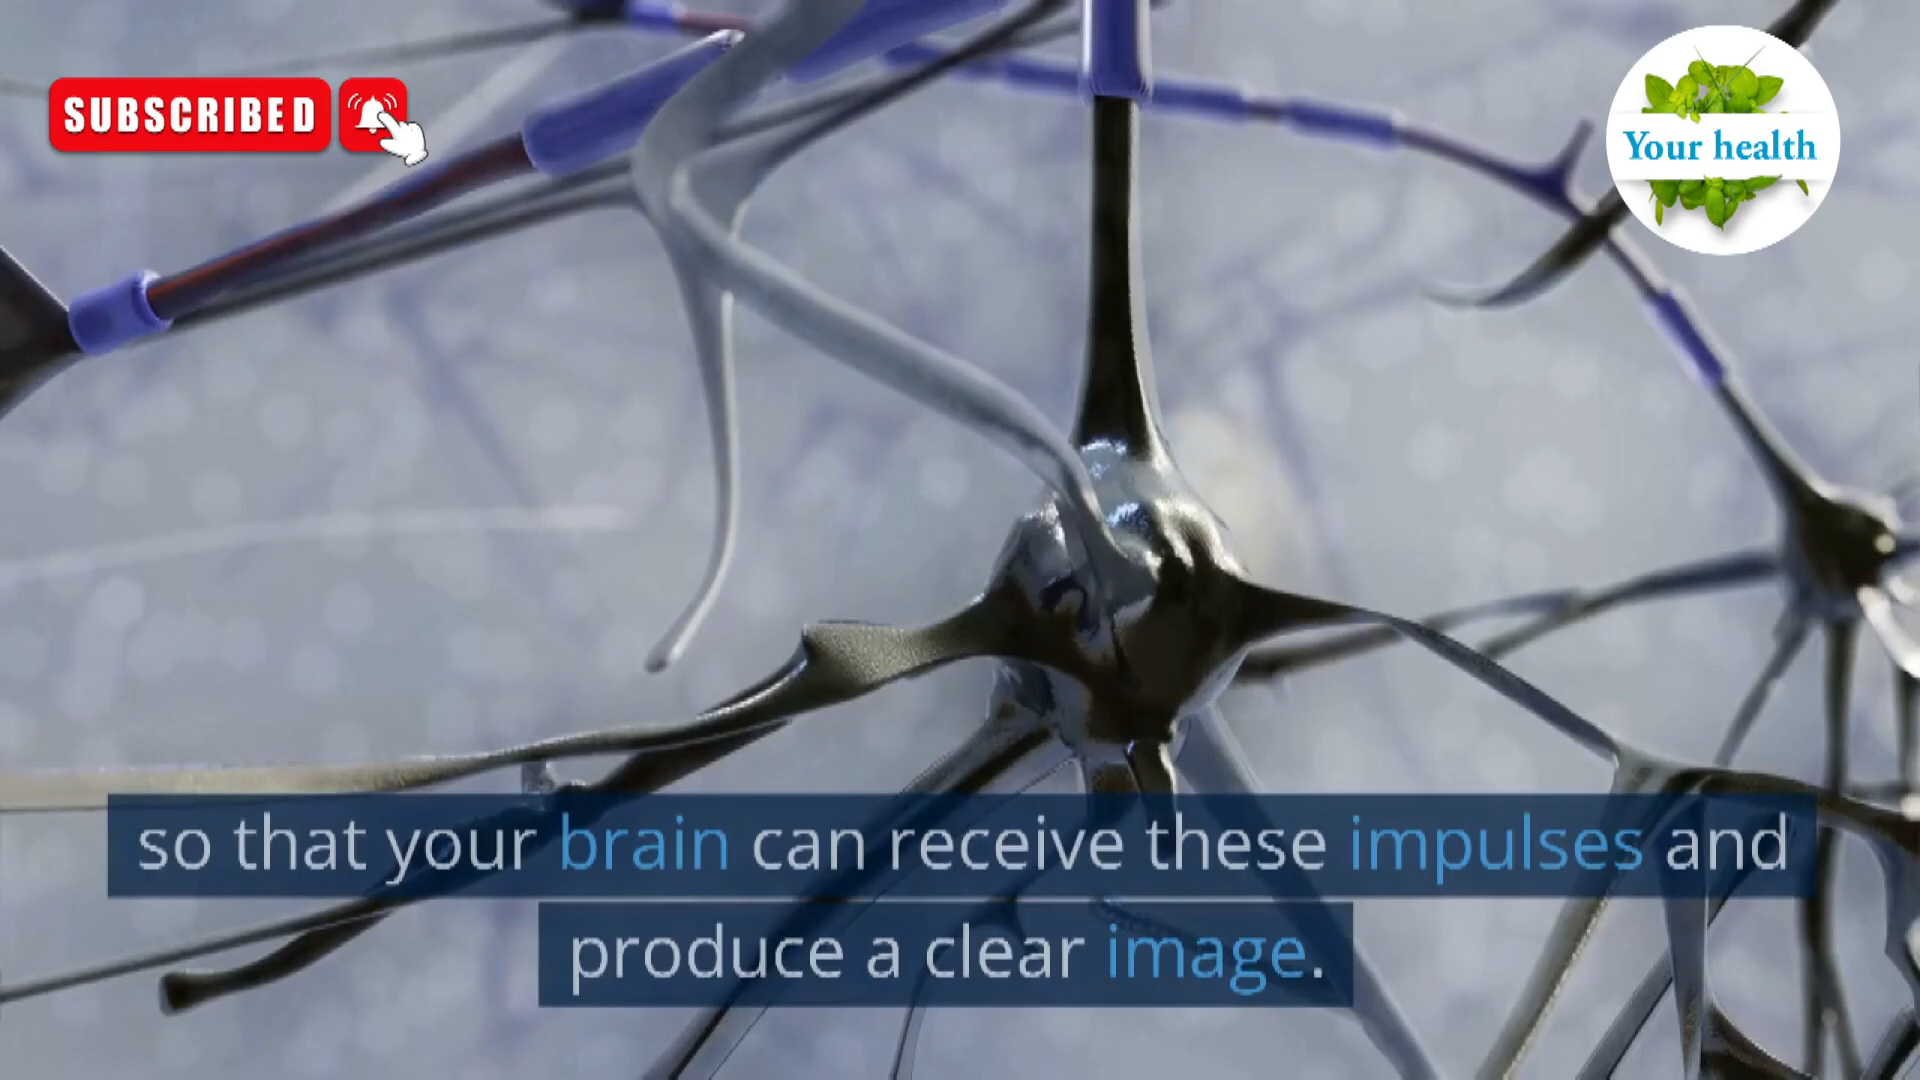 SUBSCRIBED
Your health
so that your brain can receive these impulses and
produce a clear image.